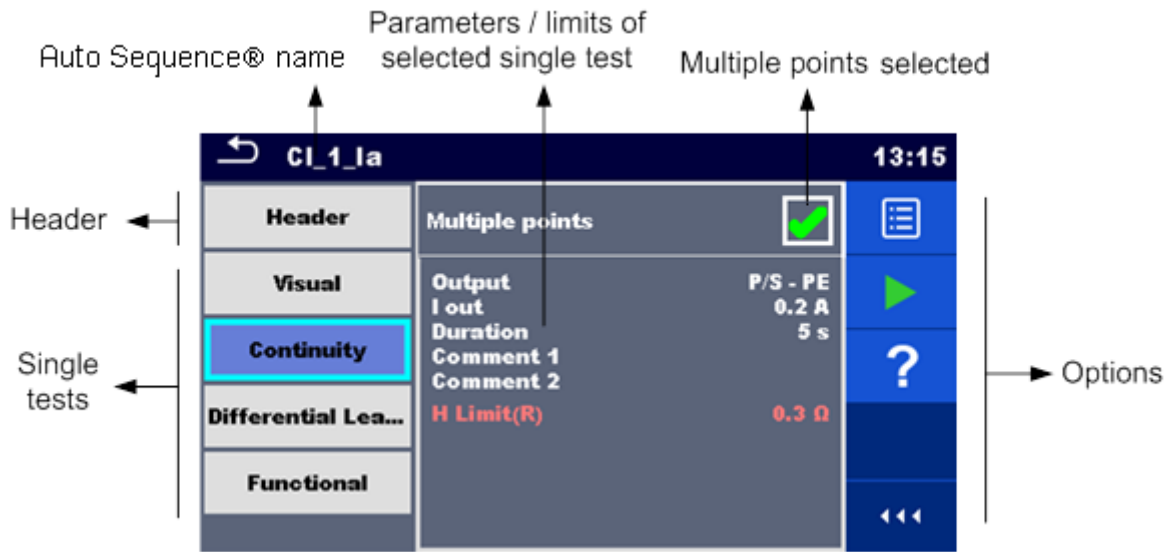 Auto Sequence® name
Parameters / limits of
selected single test
Multiple points selected
CI_1_Ia
13:15
Header
Header
Multiple points
Single
tests
Visual
Continuity
Differential Lea...
Functional
Output P/S - PE
I out 0.2 A
Duration 5 s
Comment 1
Comment 2
H Limit(R) 0.3 Ω
?
Options